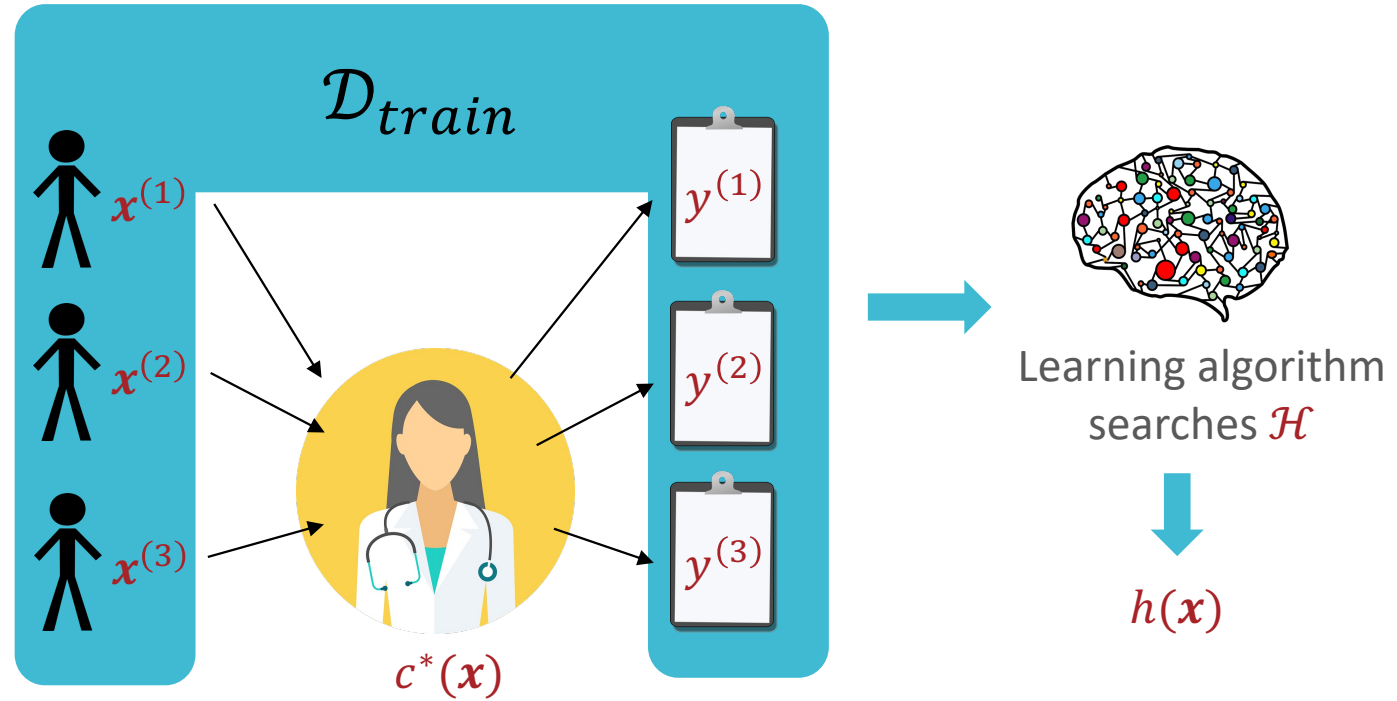 𝒟_train
x^(1)
y^(1)
x^(2)
y^(2)
x^(3)
y^(3)
c*(x)
Learning algorithm
searches ℋ
h(x)